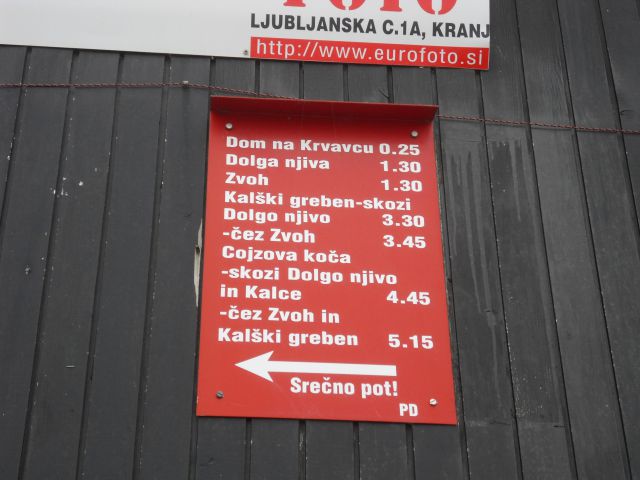 FOTO
LJUBLJANSKA C.1A, KRANJ
http://www.eurofoto.si
Dom na Krvavcu 0.25
Dolga njiva 1.30
Zvoh 1.30
Kalški greben-skozi
Dolgo njivo 3.30
-čez Zvoh 3.45
Cojzova koča
-skozi Dolgo njivo
in Kalce 4.45
-čez Zvoh in
Kalški greben 5.15
Srečno pot!
PD